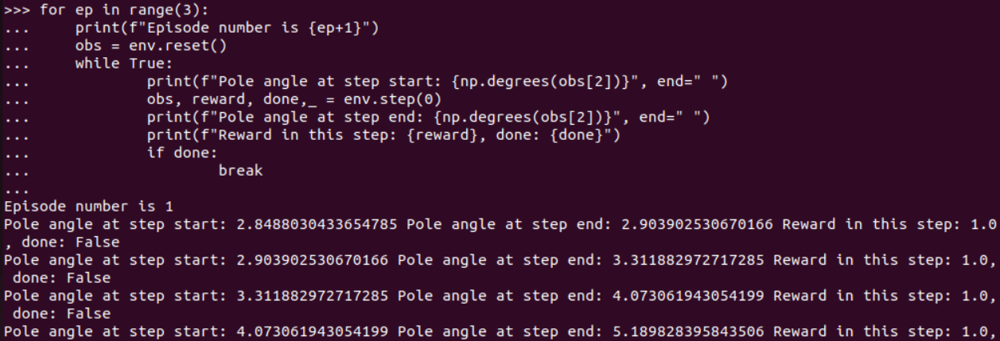 >>> for ep in range(3):
...     print(f"Episode number is {ep+1}")
...     obs = env.reset()
...     while True:
...             print(f"Pole angle at step start: {np.degrees(obs[2])}", end=" ")
...             obs, reward, done,_ = env.step(0)
...             print(f"Pole angle at step end: {np.degrees(obs[2])}", end=" ")
...             print(f"Reward in this step: {reward}, done: {done}")
...             if done:
...                     break
...
Episode number is 1
Pole angle at step start: 2.8488030433654785 Pole angle at step end: 2.903902530670166 Reward in this step: 1.0
, done: False
Pole angle at step start: 2.903902530670166 Pole angle at step end: 3.311882972717285 Reward in this step: 1.0,
 done: False
Pole angle at step start: 3.311882972717285 Pole angle at step end: 4.073061943054199 Reward in this step: 1.0,
 done: False
Pole angle at step start: 4.073061943054199 Pole angle at step end: 5.189828395843506 Reward in this step: 1.0,